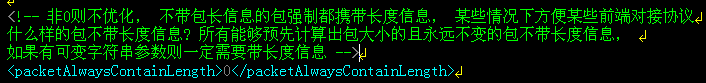 <!-- 非0则不优化, 不带包长信息的包强制都携带长度信息, 某些情况下方便某些前端对接协议
什么样的包不带长度信息?所有能够预先计算出包大小的且永远不变的包不带长度信息,
如果有可变字符串参数则一定需要带长度信息 -->
<packetAlwaysContainLength>0</packetAlwaysContainLength>